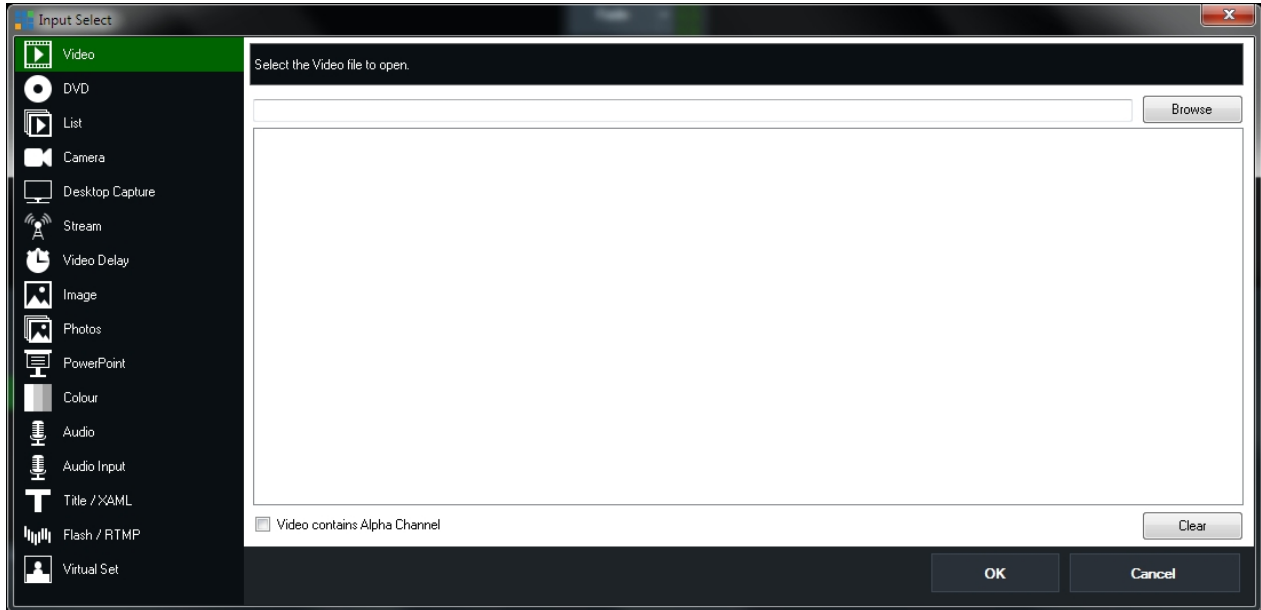 Input Select
Video
DVD
List
Camera
Desktop Capture
Stream
Video Delay
Image
Photos
PowerPoint
Colour
Audio
Audio Input
Title / XAML
Flash / RTMP
Virtual Set
Select the Video file to open.
Browse
Video contains Alpha Channel
Clear
OK
Cancel